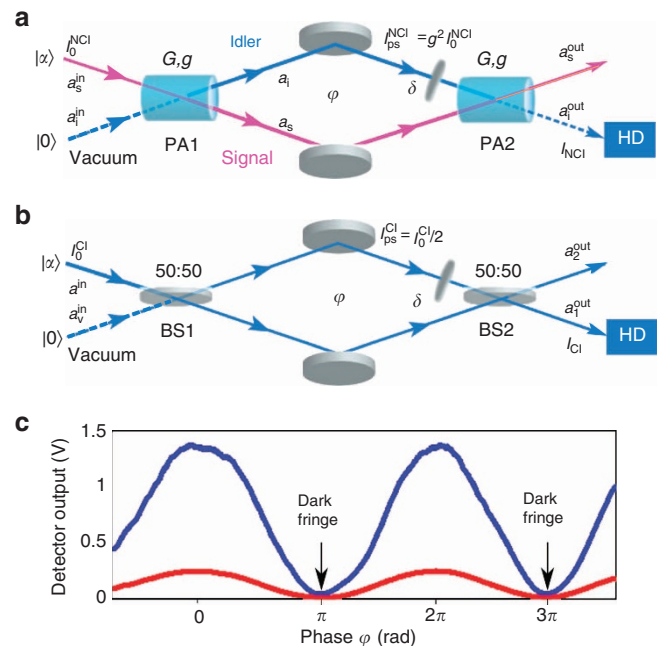 a
|α⟩
I₀ᴺᶜᴵ
aₛⁱⁿ
aᵢⁱⁿ
|0⟩
Vacuum
G,g
PA1
Idler
aᵢ
aₛ
Signal
φ
Iₚₛᴺᶜᴵ = g² I₀ᴺᶜᴵ
δ
G,g
PA2
aₛᵒᵘᵗ
aᵢᵒᵘᵗ
I_NCI
HD
b
|α⟩
I₀ᶜᴵ
aⁱⁿ
aᵥⁱⁿ
|0⟩
Vacuum
50:50
BS1
φ
Iₚₛᶜᴵ = I₀ᶜᴵ/2
δ
50:50
BS2
a₂ᵒᵘᵗ
a₁ᵒᵘᵗ
I_CI
HD
c
Detector output (V)
1.5
1
0.5
0
Dark
fringe
Dark
fringe
0
π
2π
3π
Phase φ (rad)